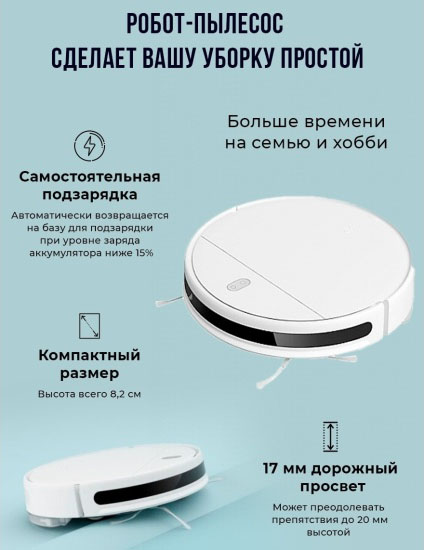 РОБОТ-ПЫЛЕСОС
СДЕЛАЕТ ВАШУ УБОРКУ ПРОСТОЙ
Больше времени
на семью и хобби
Самостоятельная
подзарядка
Автоматически возвращается
на базу для подзарядки
при уровне заряда
аккумулятора ниже 15%
Компактный
размер
Высота всего 8,2 см
17 мм дорожный
просвет
Может преодолевать
препятствия до 20 мм
высотой